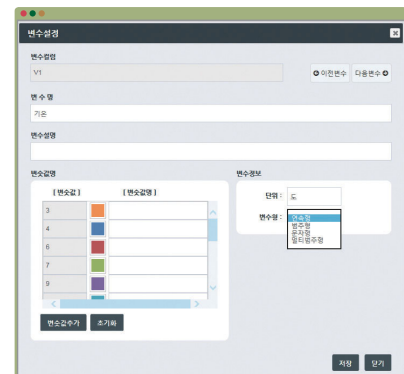 변수설정
변수컬럼
V1
이전변수 다음변수
변 수 명
기온
변수설명
변숫값명
변수정보
[ 변숫값 ] [ 변숫값명 ]
3
4
6
7
9
단위 : 도
변수형 : 연속형
범주형
문자형
멀티범주형
변숫값추가 초기화
저장 닫기